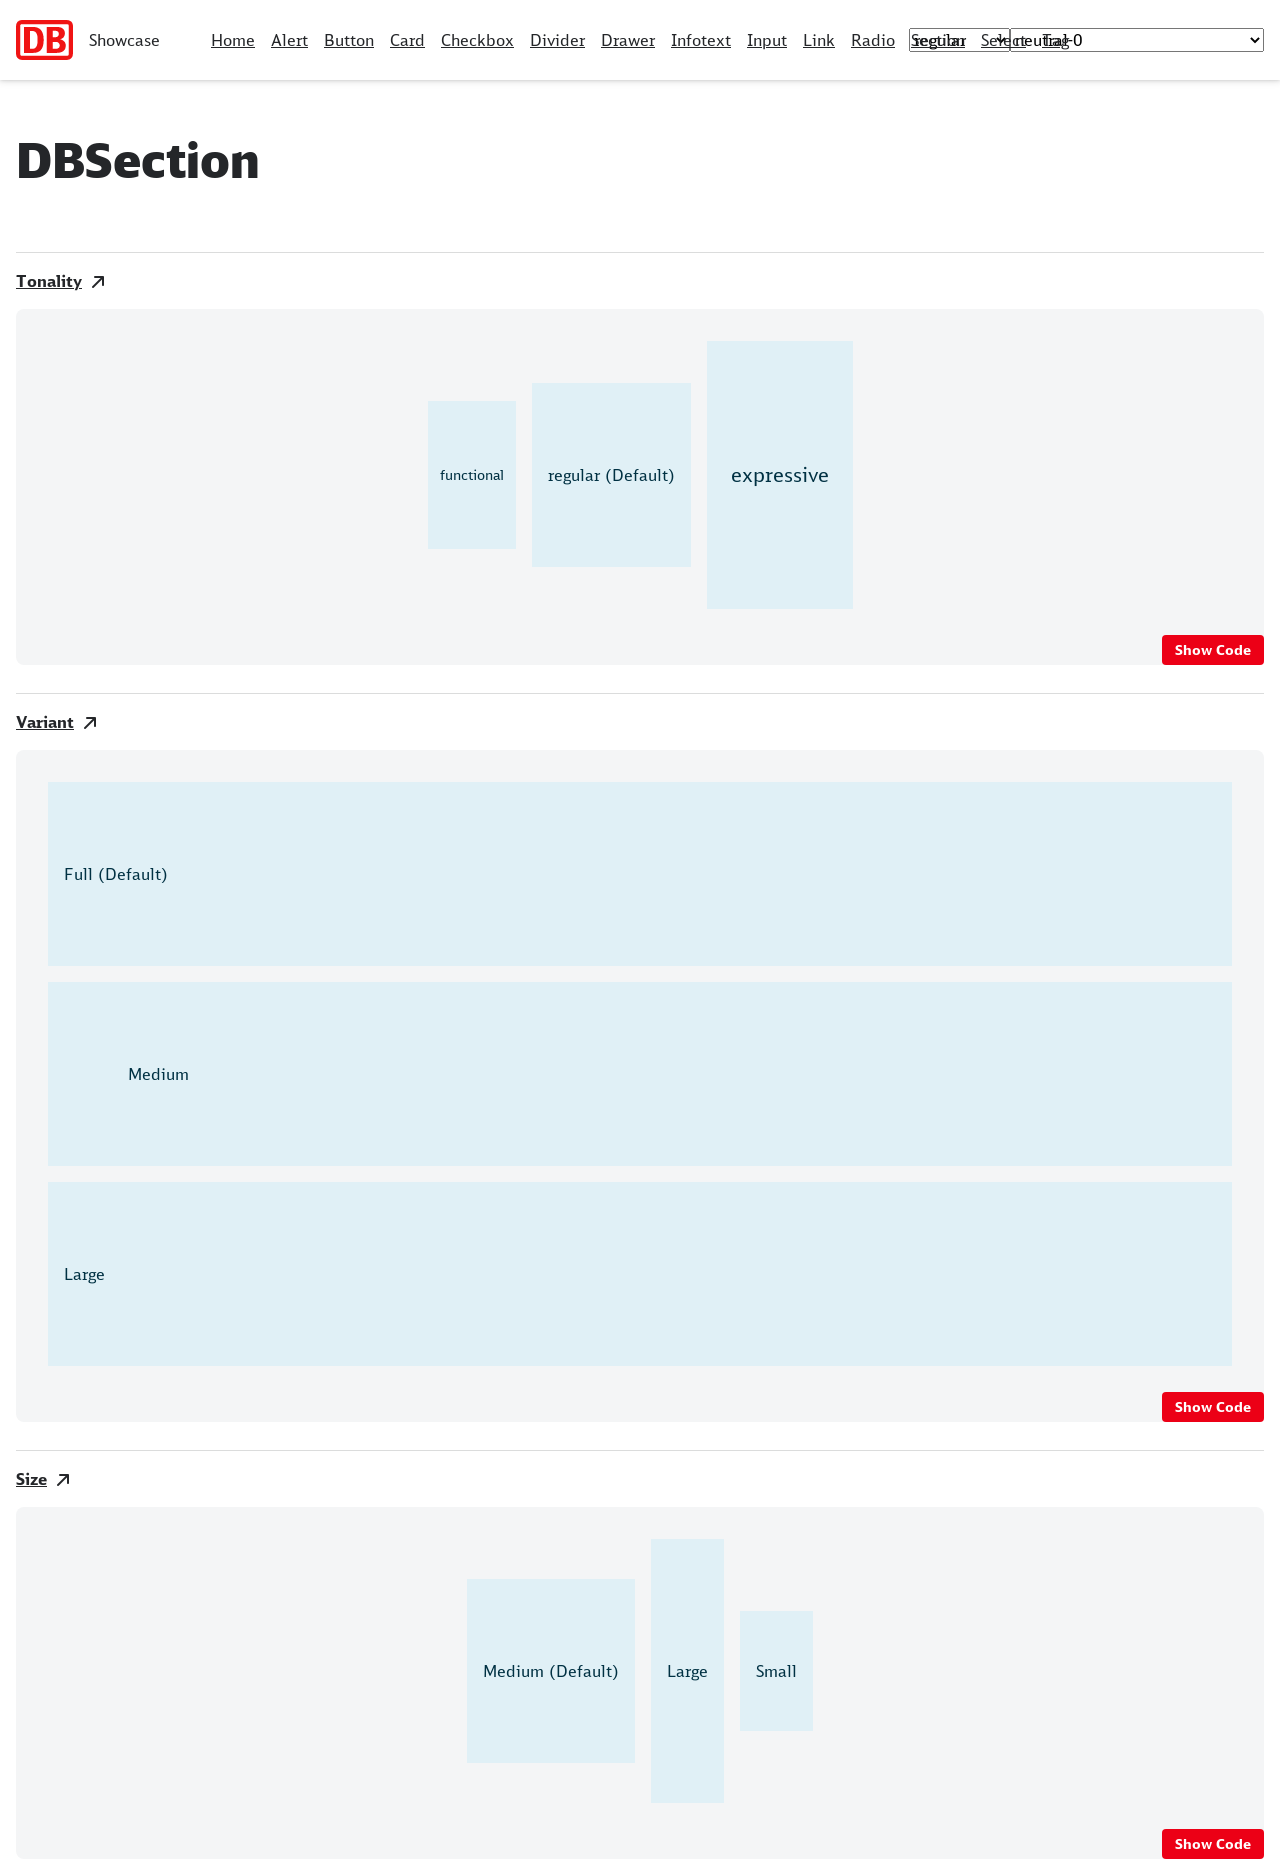 DB Showcase Home Alert Button Card Checkbox Divider Drawer Infotext Input Link Radio Section Select Tag regular neutral-0
DBSection
Tonality
functional regular (Default) expressive
Show Code
Variant
Full (Default)
Medium
Large
Show Code
Size
Medium (Default) Large Small
Show Code